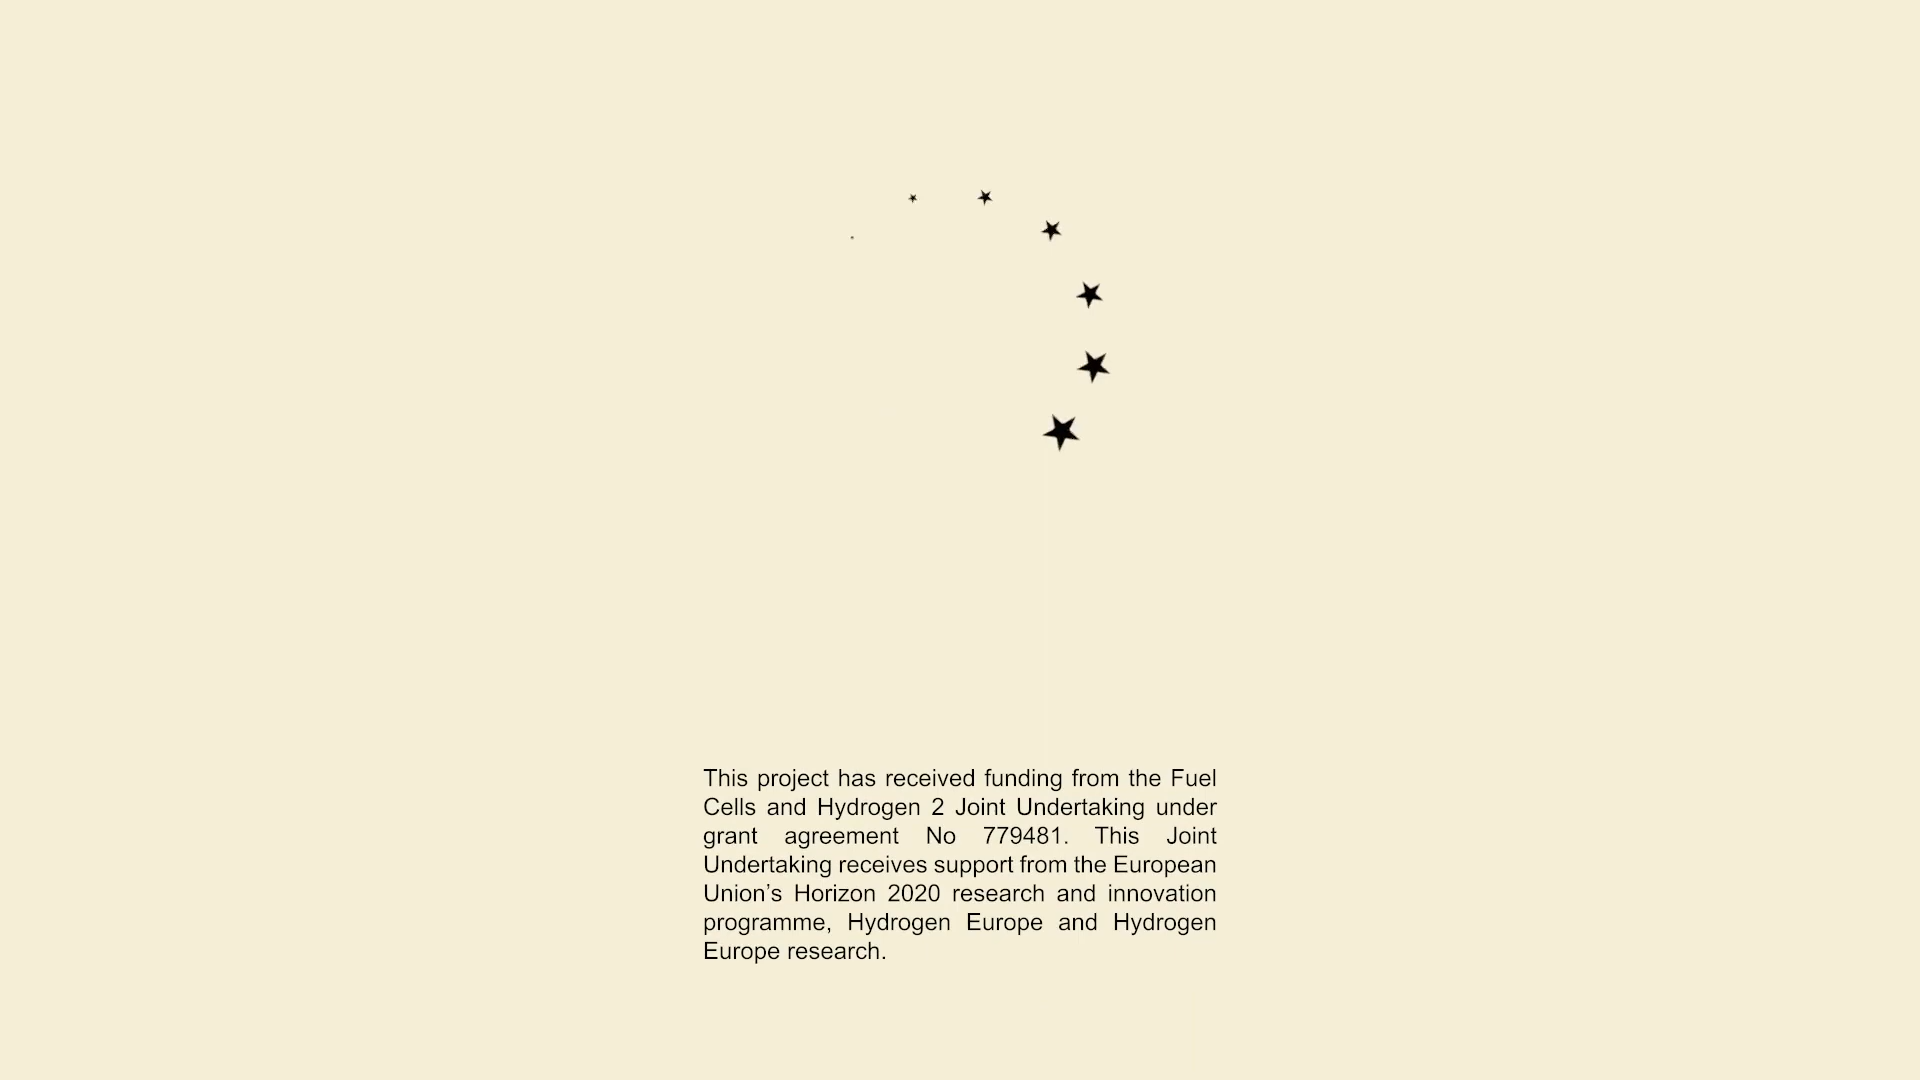 This project has received funding from the Fuel
Cells and Hydrogen 2 Joint Undertaking under
grant agreement No 779481. This Joint
Undertaking receives support from the European
Union’s Horizon 2020 research and innovation
programme, Hydrogen Europe and Hydrogen
Europe research.